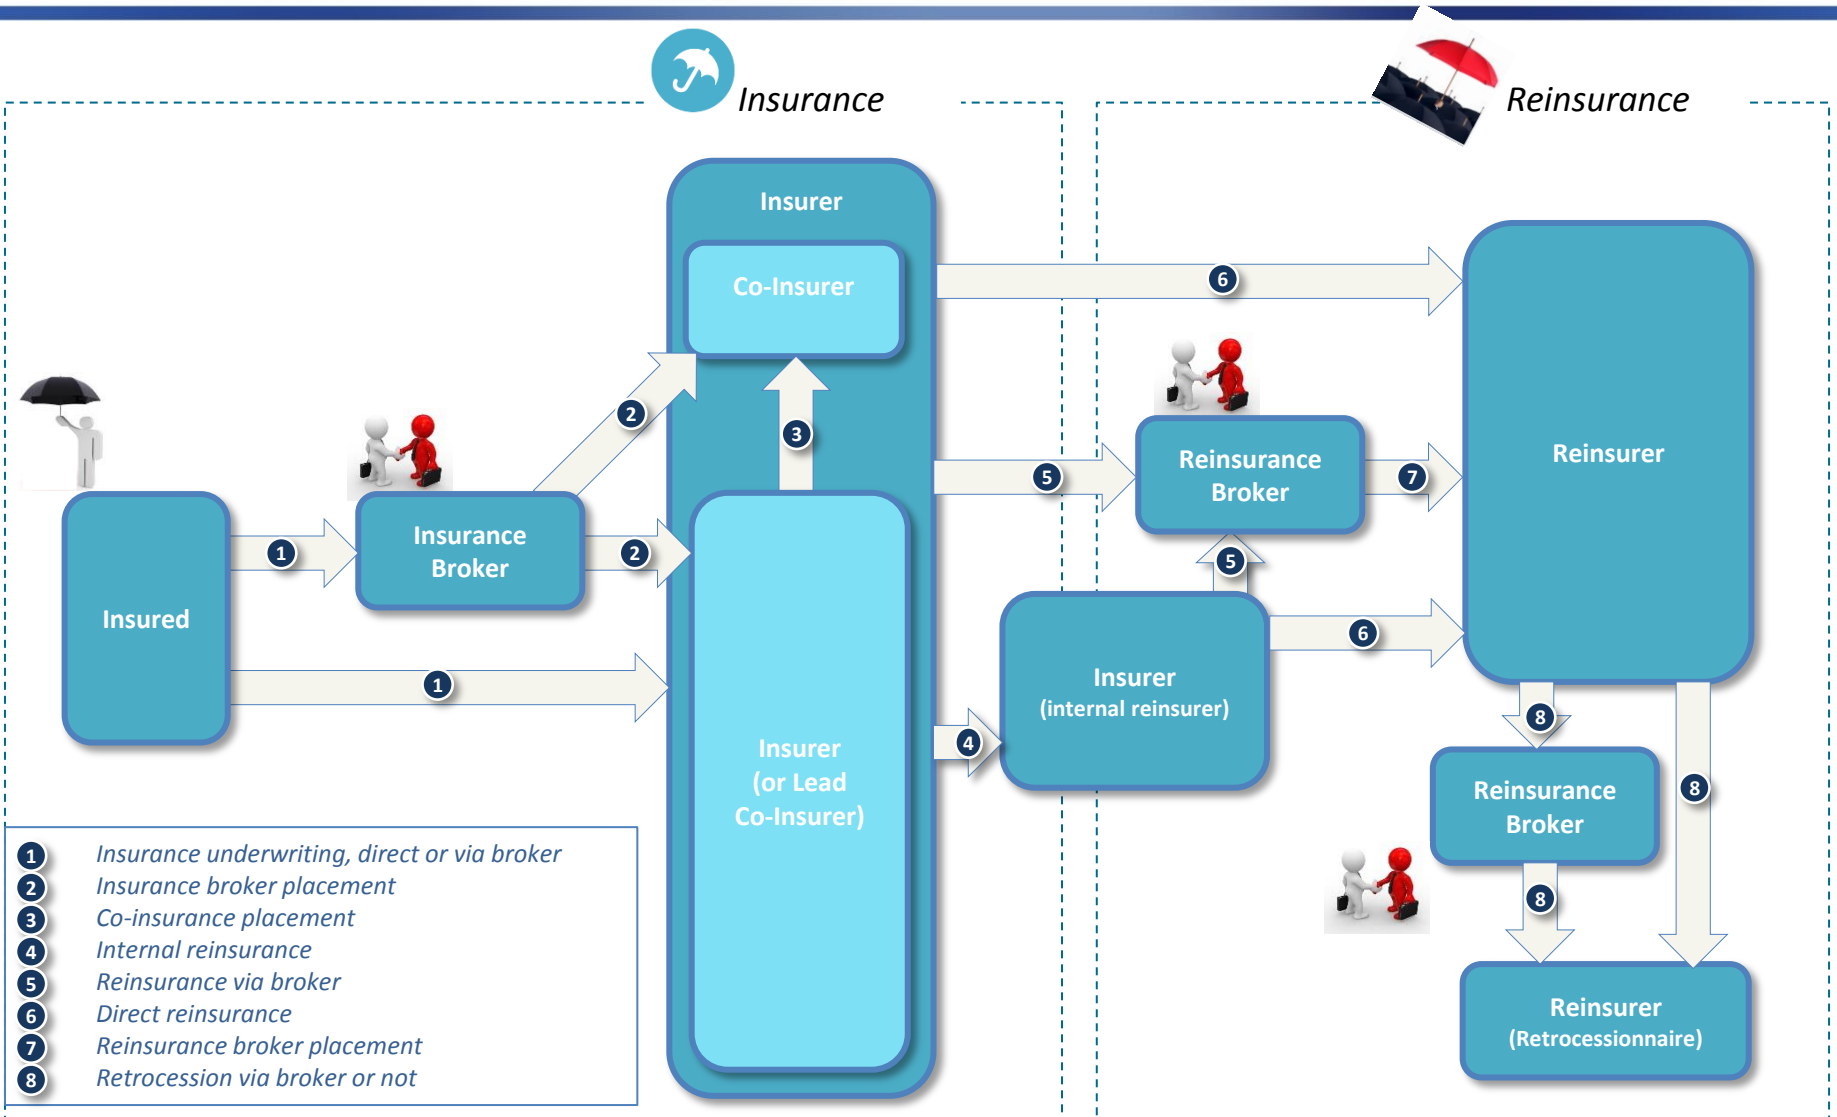 Insurance
Reinsurance
Insurer
Co-Insurer
6
2
3
Reinsurer
5
Reinsurance
Broker
7
1
Insurance
Broker
2
5
Insured
6
1
Insurer
(internal reinsurer)
4
8
Insurer
(or Lead
Co-Insurer)
Reinsurance
Broker
8
8
Reinsurer
(Retrocessionnaire)
1 Insurance underwriting, direct or via broker
2 Insurance broker placement
3 Co-insurance placement
4 Internal reinsurance
5 Reinsurance via broker
6 Direct reinsurance
7 Reinsurance broker placement
8 Retrocession via broker or not